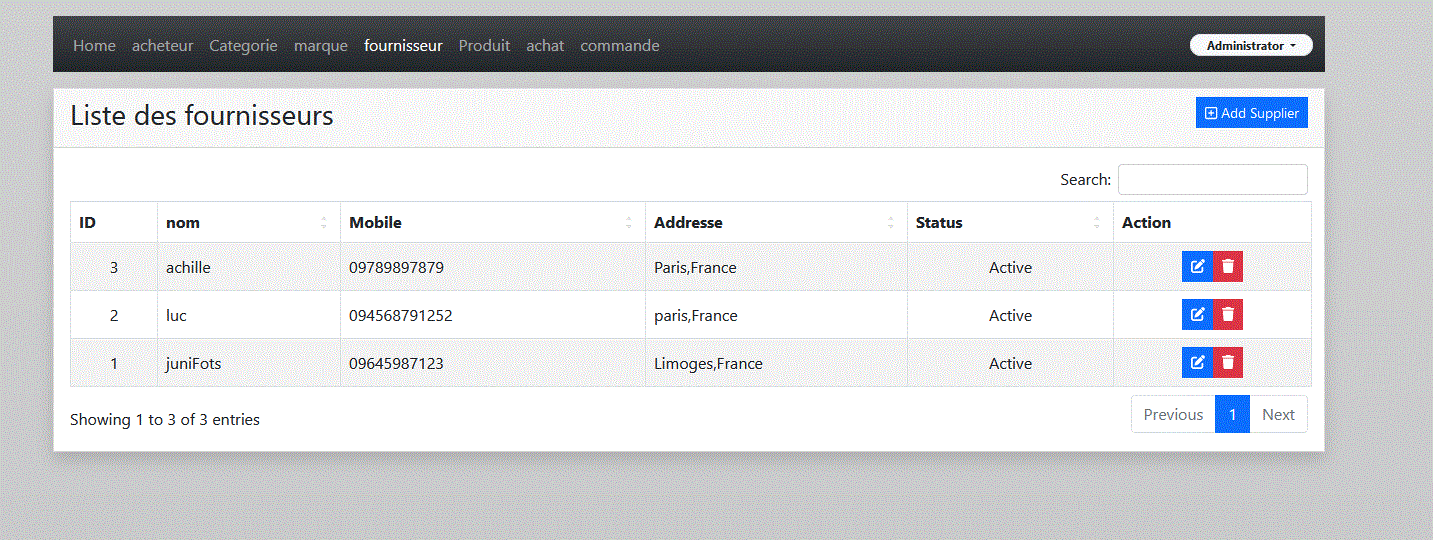 Home acheteur Categorie marque fournisseur Produit achat commande Administrator
Liste des fournisseurs Add Supplier
Search:
ID nom Mobile Addresse Status Action
3 achille 09789897879 Paris,France Active
2 luc 094568791252 paris,France Active
1 juniFots 09645987123 Limoges,France Active
Showing 1 to 3 of 3 entries Previous 1 Next